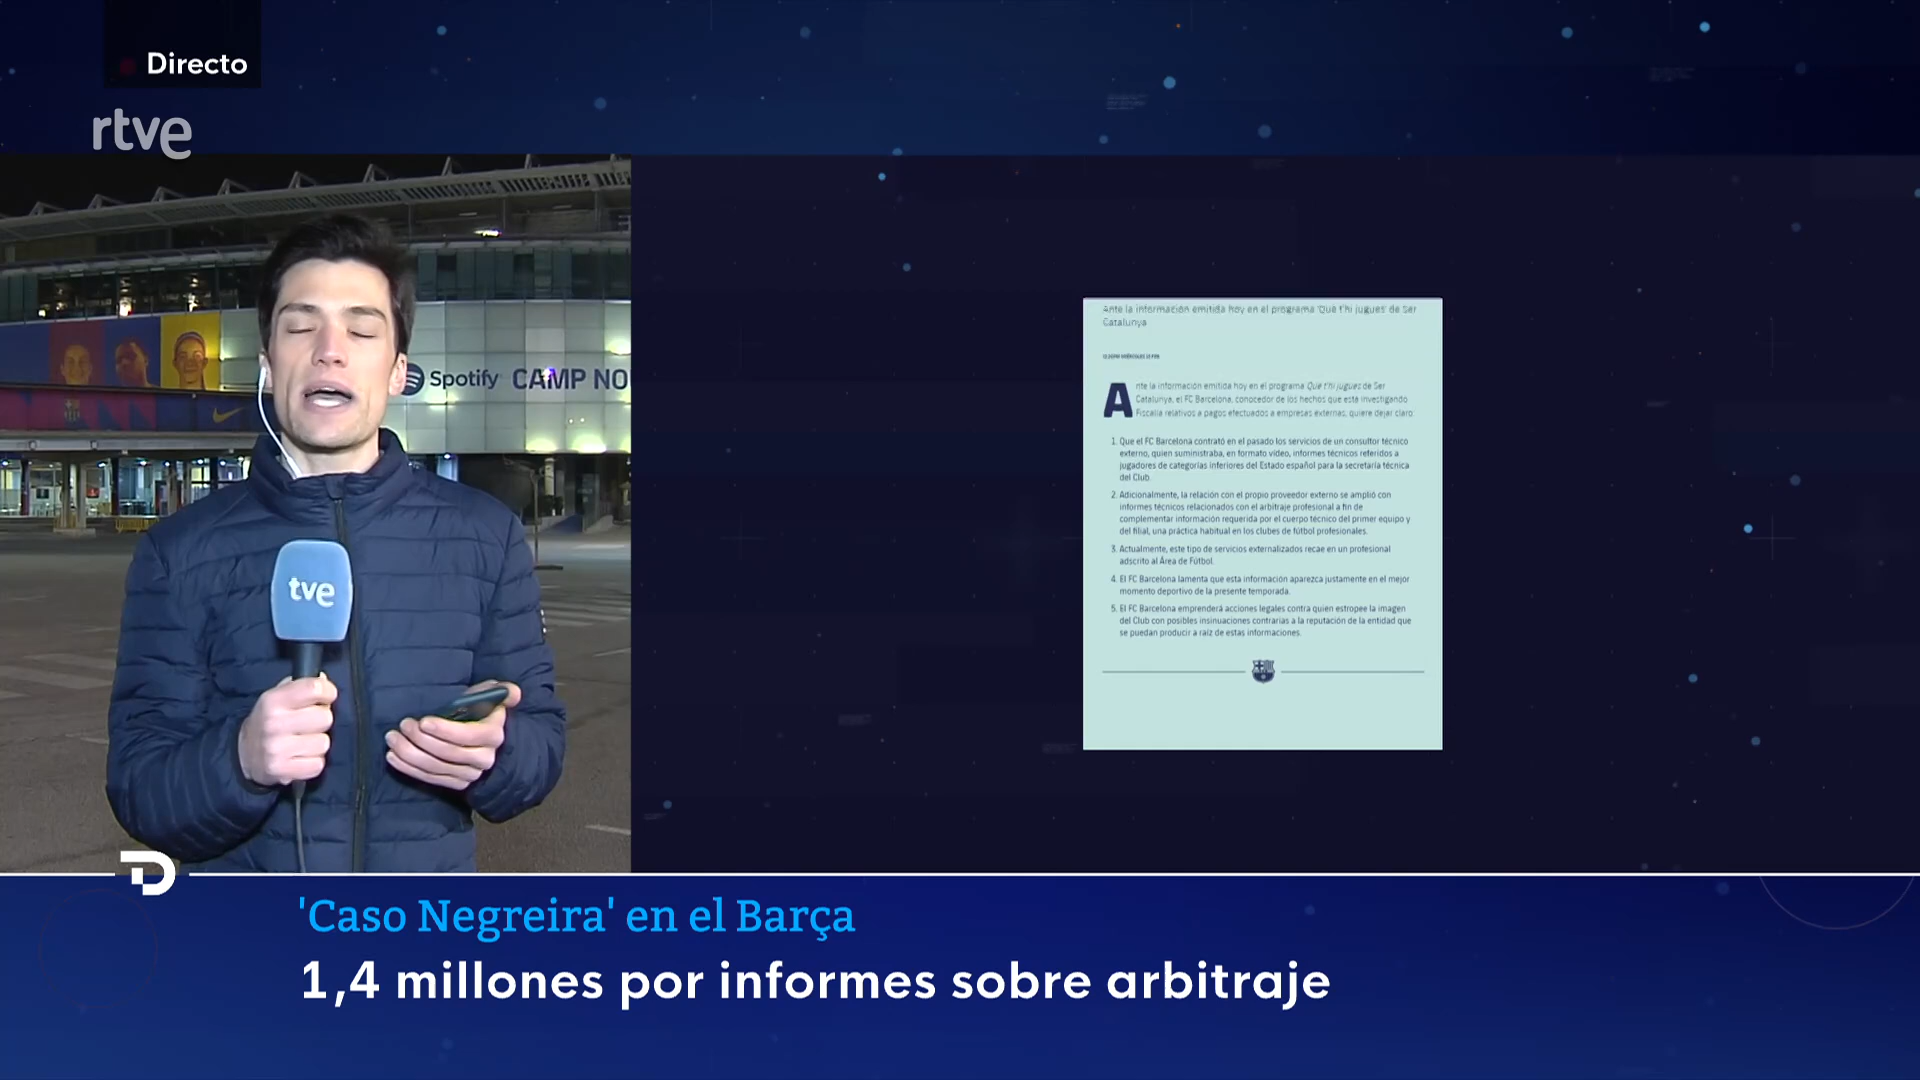 Directo
rtve
Spotify CAMP NO
tve
Ante la información emitida hoy en el programa 'Què t'hi jugues' de Ser
Catalunya
Ante la información emitida hoy en el programa Què t'hi jugues de Ser
Catalunya, el FC Barcelona, conocedor de los hechos que está investigando
Fiscalía relativos a pagos efectuados a empresas externas, quiere dejar claro:
1. Que el FC Barcelona contrató en el pasado los servicios de un consultor técnico
externo, quien suministraba, en formato vídeo, informes técnicos referidos a
jugadores de categorías inferiores del Estado español para la secretaría técnica
del Club.
2. Adicionalmente, la relación con el propio proveedor externo se amplió con
informes técnicos relacionados con el arbitraje profesional a fin de
complementar información requerida por el cuerpo técnico del primer equipo y
del filial, una práctica habitual en los clubes de fútbol profesionales.
3. Actualmente, este tipo de servicios externalizados recae en un profesional
adscrito al Área de Fútbol.
4. El FC Barcelona lamenta que esta información aparezca justamente en el mejor
momento deportivo de la presente temporada.
5. El FC Barcelona emprenderá acciones legales contra quien estropee la imagen
del Club con posibles insinuaciones contrarias a la reputación de la entidad que
se puedan producir a raíz de estas informaciones.
'Caso Negreira' en el Barça
1,4 millones por informes sobre arbitraje